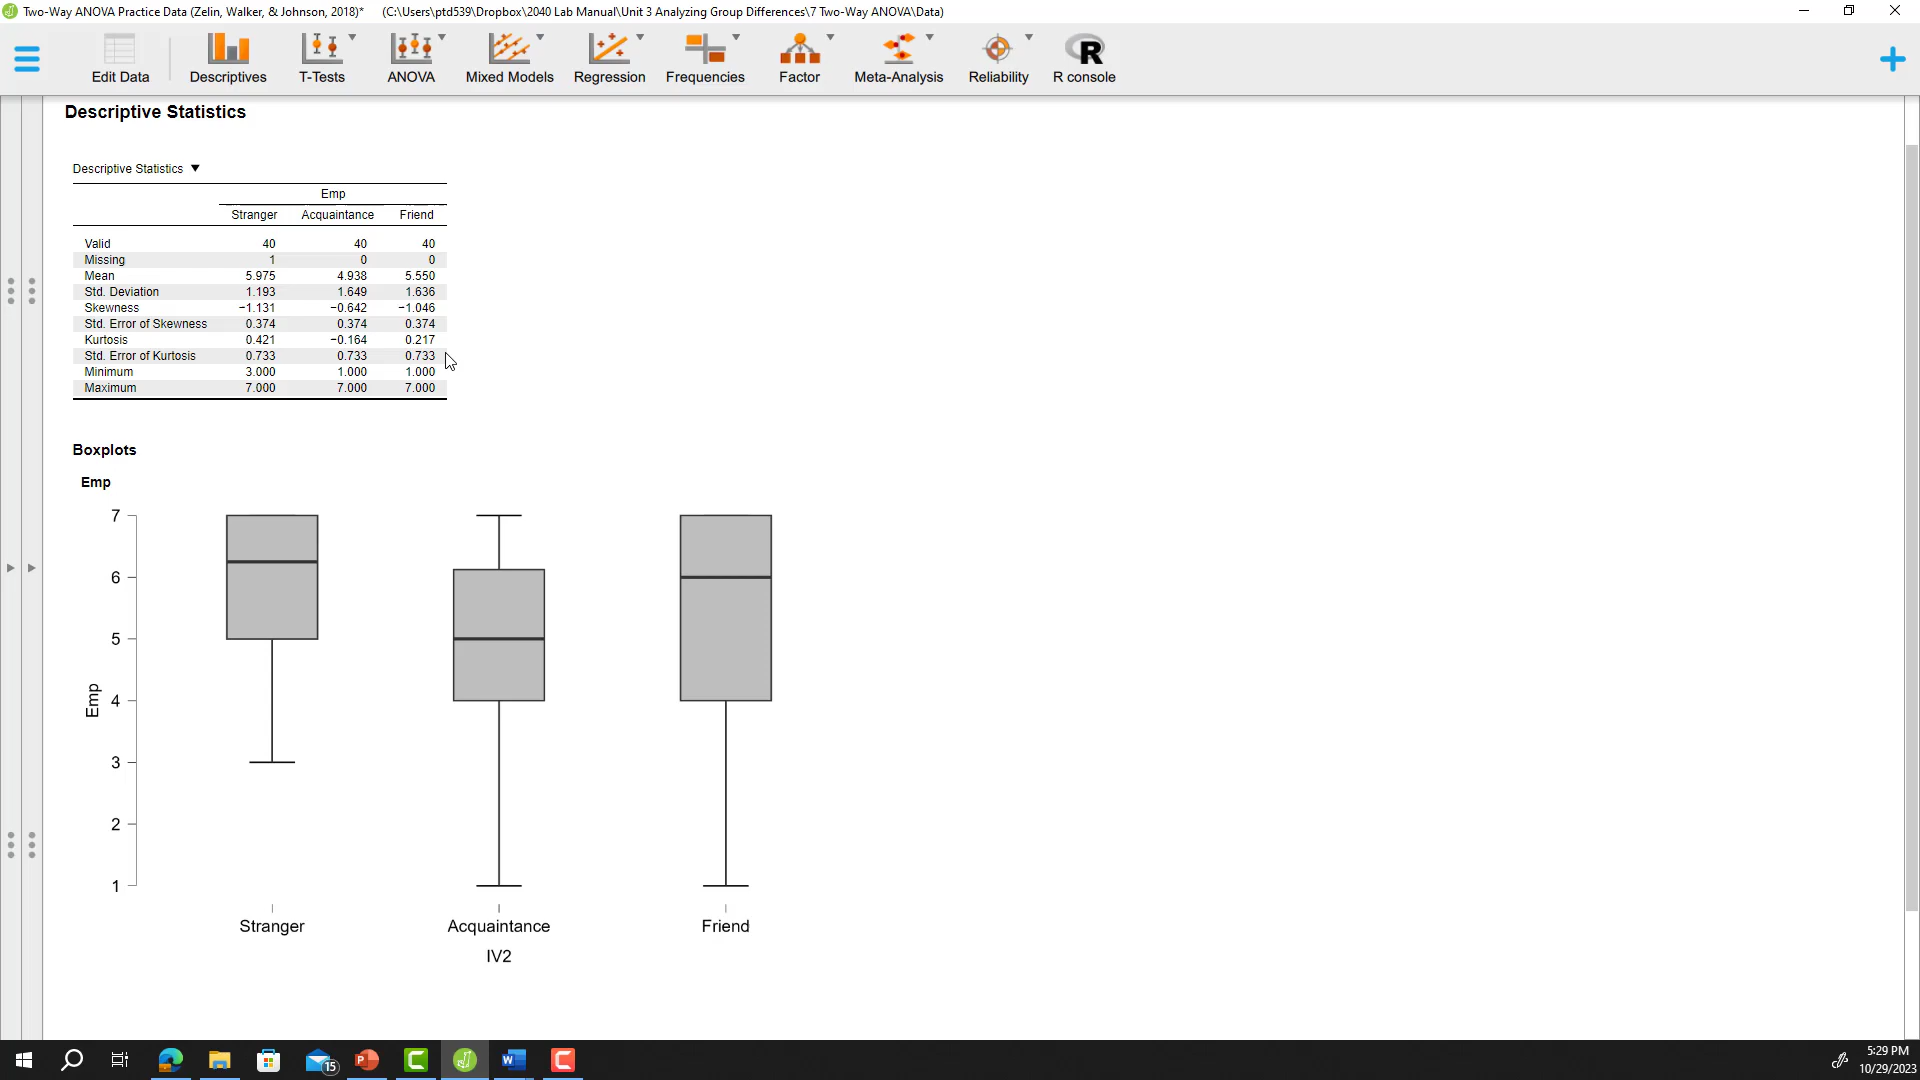 Two-Way ANOVA Practice Data (Zelin, Walker, & Johnson, 2018)* (C:\Users\ptd539\Dropbox\2040 Lab Manual\Unit 3 Analyzing Group Differences\7 Two-Way ANOVA\Data)
Edit Data Descriptives T-Tests ANOVA Mixed Models Regression Frequencies Factor Meta-Analysis Reliability R console
Descriptive Statistics
Descriptive Statistics ▼
Emp
Stranger Acquaintance Friend
Valid 40 40 40
Missing 1 0 0
Mean 5.975 4.938 5.550
Std. Deviation 1.193 1.649 1.636
Skewness −1.131 −0.642 −1.046
Std. Error of Skewness 0.374 0.374 0.374
Kurtosis 0.421 −0.164 0.217
Std. Error of Kurtosis 0.733 0.733 0.733
Minimum 3.000 1.000 1.000
Maximum 7.000 7.000 7.000
Boxplots
Emp
7
6
5
4
3
2
1
Emp
Stranger Acquaintance Friend
IV2
15
5:29 PM
10/29/2023